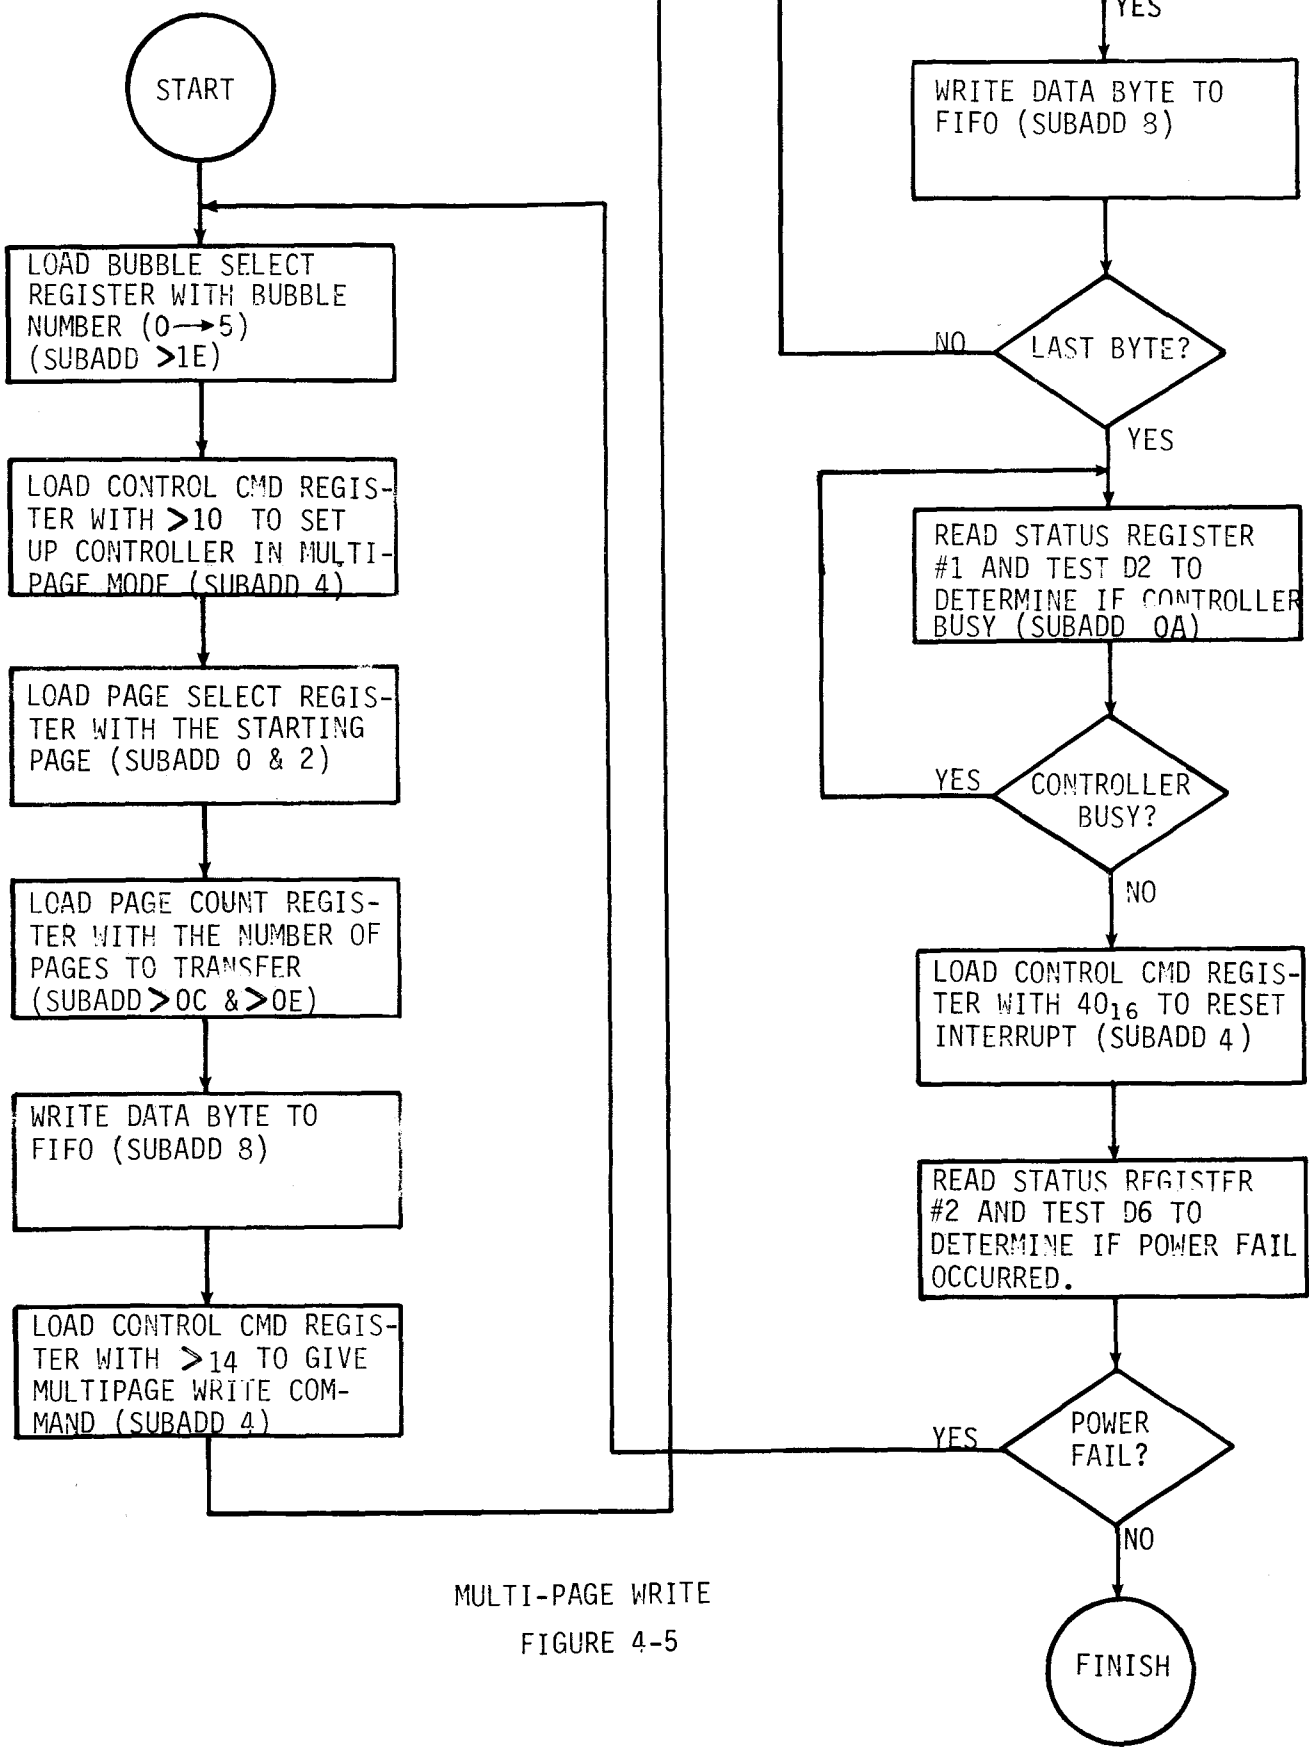 START
LOAD BUBBLE SELECT
REGISTER WITH BUBBLE
NUMBER (0→5)
(SUBADD >1E)
LOAD CONTROL CMD REGIS-
TER WITH >10 TO SET
UP CONTROLLER IN MULTI-
PAGE MODE (SUBADD 4)
LOAD PAGE SELECT REGIS-
TER WITH THE STARTING
PAGE (SUBADD 0 & 2)
LOAD PAGE COUNT REGIS-
TER WITH THE NUMBER OF
PAGES TO TRANSFER
(SUBADD >0C & >0E)
WRITE DATA BYTE TO
FIFO (SUBADD 8)
LOAD CONTROL CMD REGIS-
TER WITH >14 TO GIVE
MULTIPAGE WRITE COM-
MAND (SUBADD 4)
YES
WRITE DATA BYTE TO
FIFO (SUBADD 8)
NO
LAST BYTE?
YES
READ STATUS REGISTER
#1 AND TEST D2 TO
DETERMINE IF CONTROLLER
BUSY (SUBADD 0A)
YES
CONTROLLER
BUSY?
NO
LOAD CONTROL CMD REGIS-
TER WITH 40₁₆ TO RESET
INTERRUPT (SUBADD 4)
READ STATUS REGISTER
#2 AND TEST D6 TO
DETERMINE IF POWER FAIL
OCCURRED.
YES
POWER
FAIL?
NO
FINISH
MULTI-PAGE WRITE
FIGURE 4-5